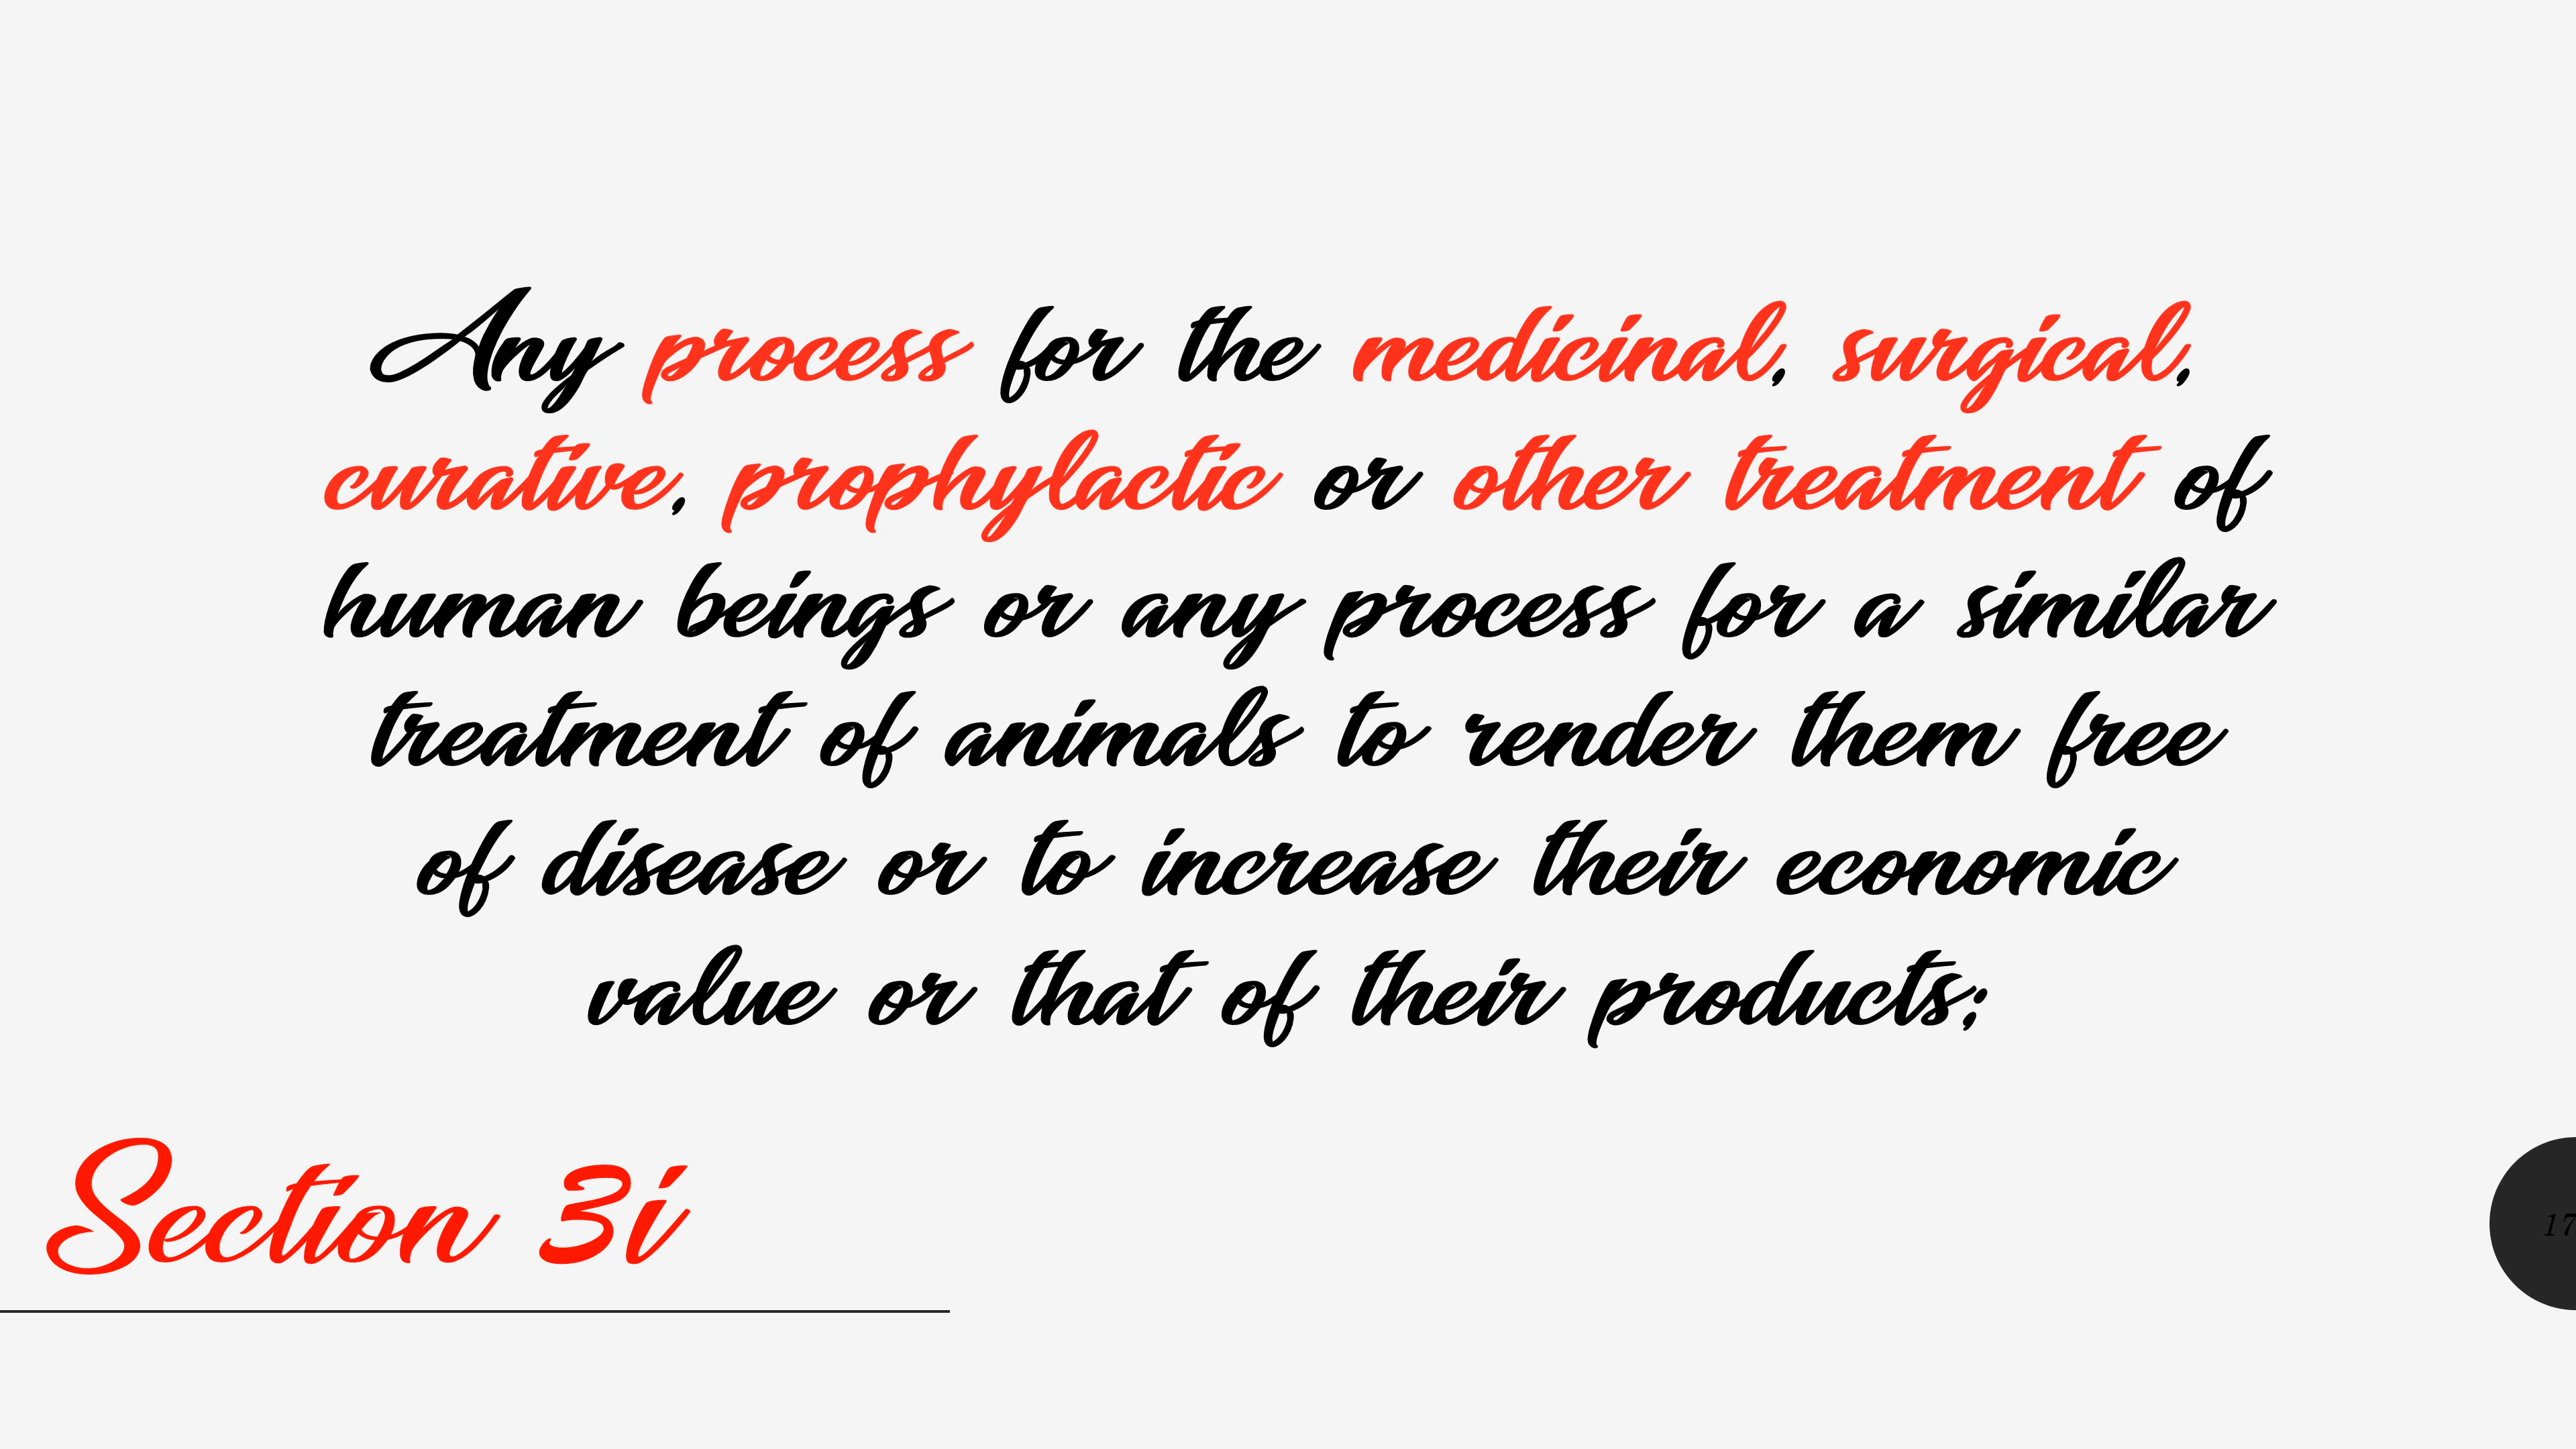 Any process for the medicinal, surgical,
curative, prophylactic or other treatment of
human beings or any process for a similar
treatment of animals to render them free
of disease or to increase their economic
value or that of their products;
Section 3i
17